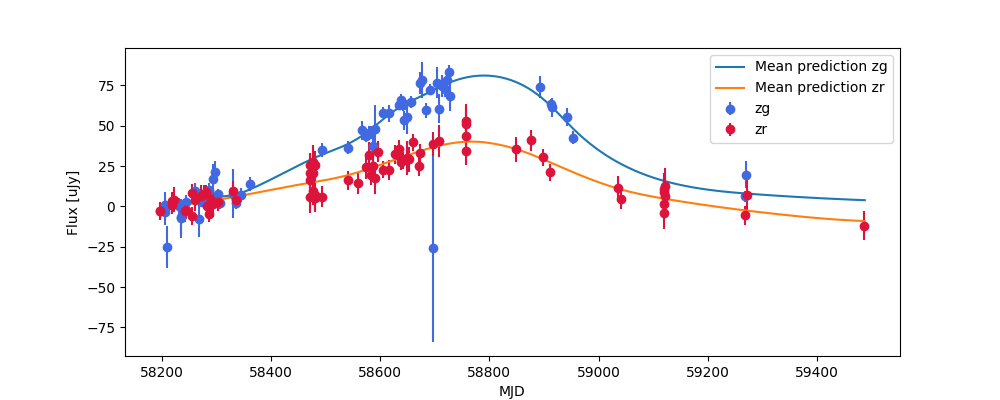 Mean prediction zg
Mean prediction zr
zg
zr
75
50
25
0
−25
−50
−75
Flux [uJy]
58200 58400 58600 58800 59000 59200 59400
MJD